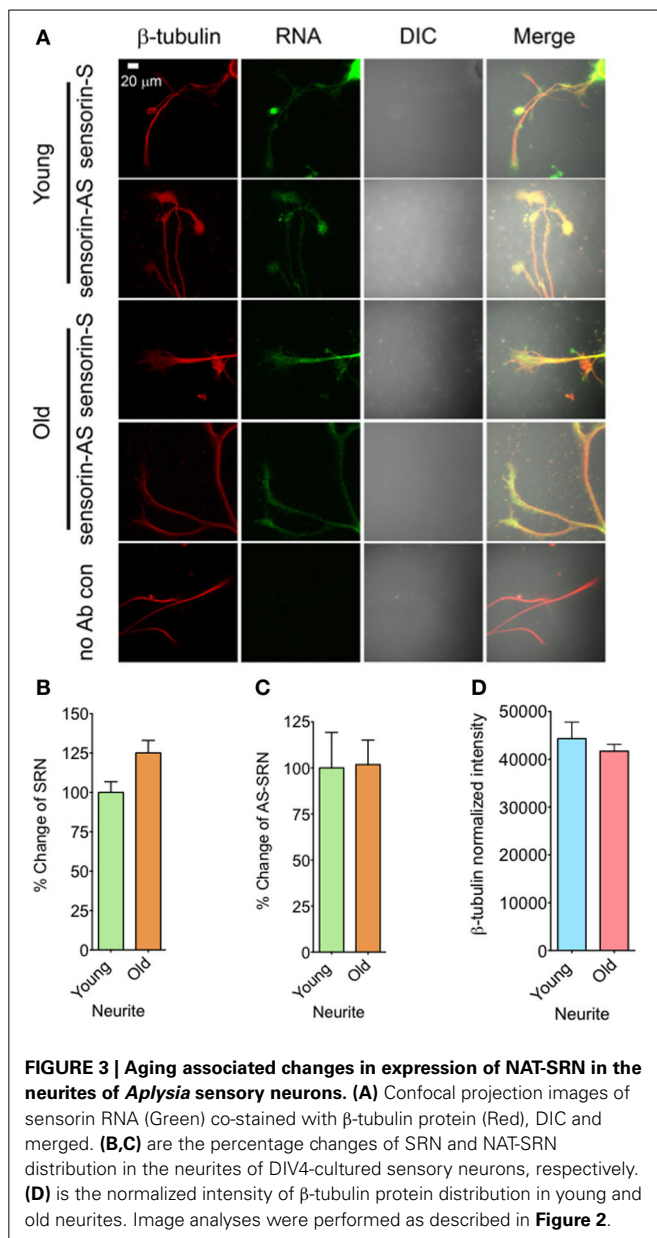 A
β-tubulin RNA DIC Merge
20 μm
Young
sensorin-S
sensorin-AS
Old
sensorin-S
sensorin-AS
no Ab con
B
% Change of SRN
150
125
100
75
50
25
0
Young Old
Neurite
C
% Change of AS-SRN
125
100
75
50
25
0
Young Old
Neurite
D
β-tubulin normalized intensity
50000
40000
30000
20000
10000
0
Young Old
Neurite
FIGURE 3 | Aging associated changes in expression of NAT-SRN in the
neurites of Aplysia sensory neurons. (A) Confocal projection images of
sensorin RNA (Green) co-stained with β-tubulin protein (Red), DIC and
merged. (B,C) are the percentage changes of SRN and NAT-SRN
distribution in the neurites of DIV4-cultured sensory neurons, respectively.
(D) is the normalized intensity of β-tubulin protein distribution in young and
old neurites. Image analyses were performed as described in Figure 2.